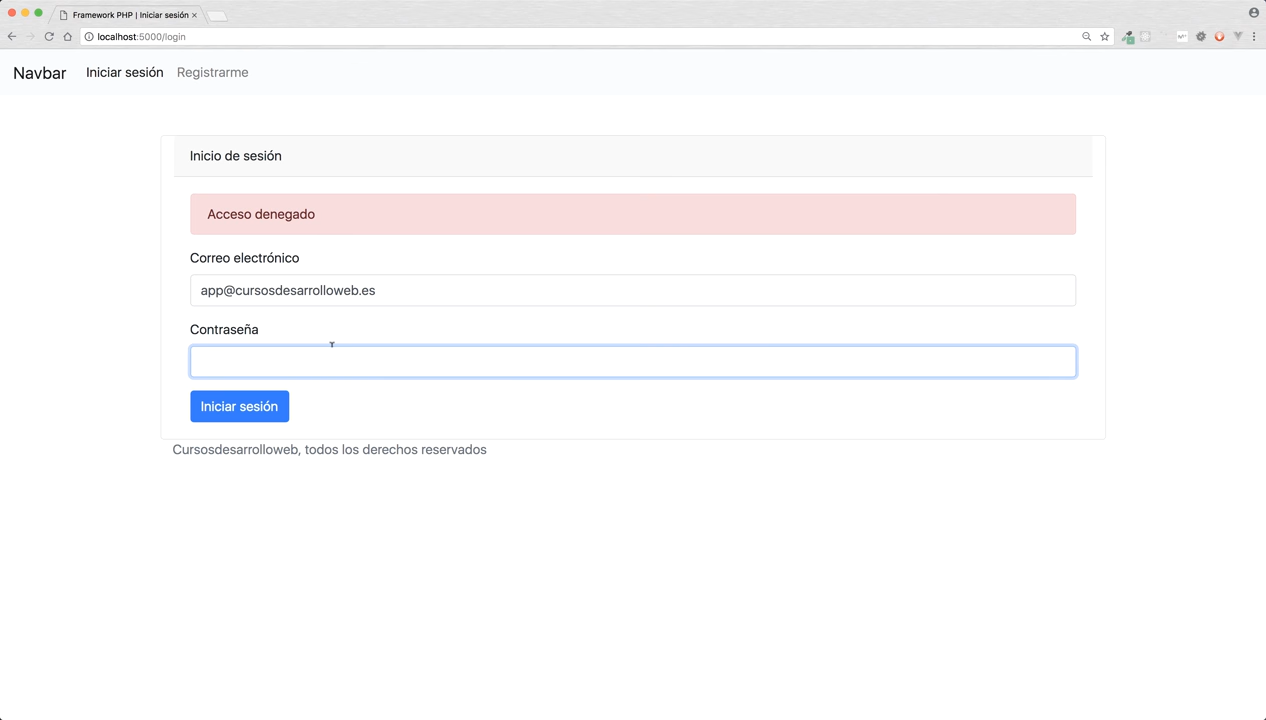 Framework PHP | Iniciar sesión
localhost:5000/login
Navbar Iniciar sesión Registrarme
Inicio de sesión
Acceso denegado
Correo electrónico
app@cursosdesarrolloweb.es
Contraseña
Iniciar sesión
Cursosdesarrolloweb, todos los derechos reservados